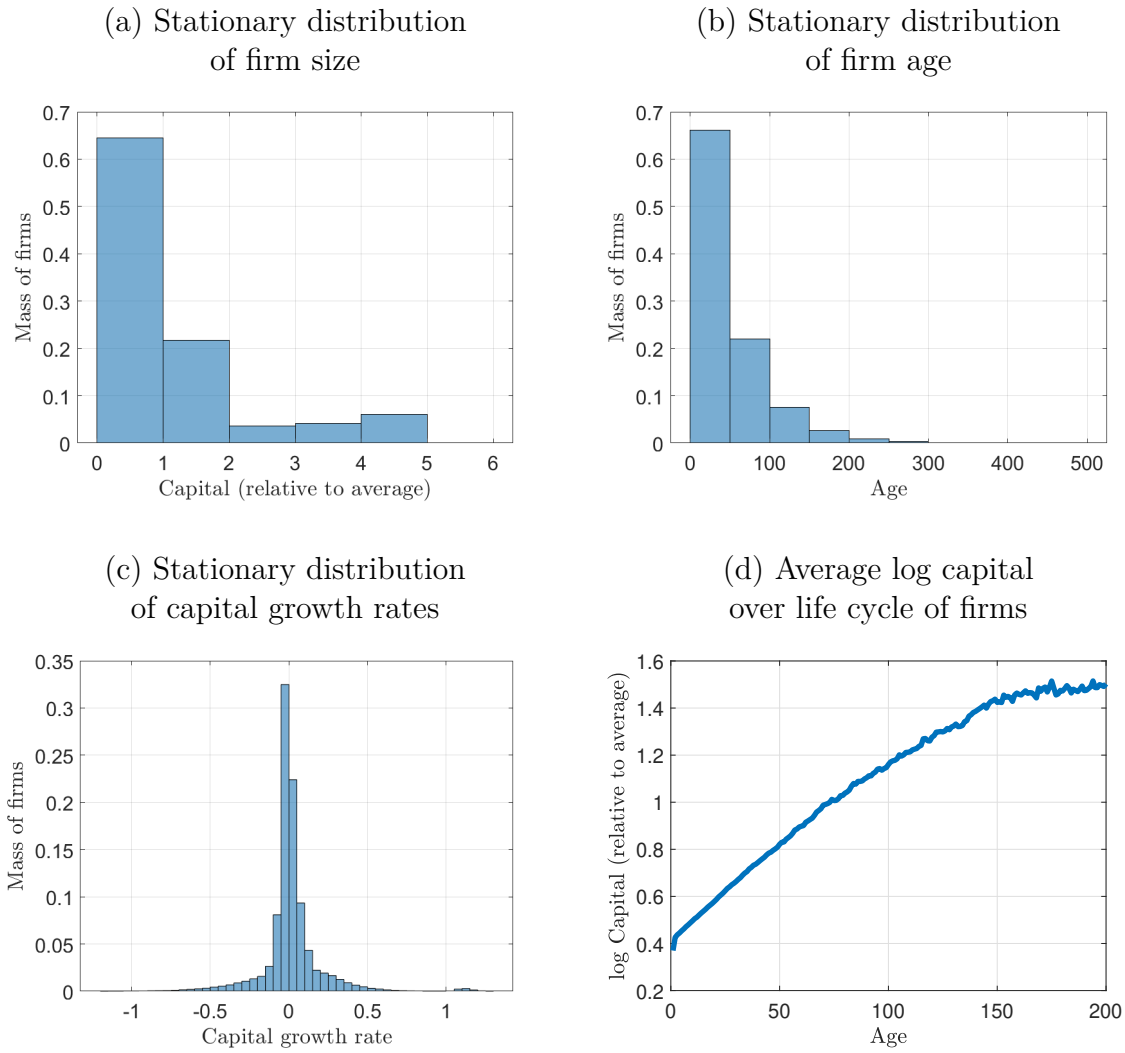 (a) Stationary distribution
of firm size
0.7
0.6
0.5
0.4
0.3
0.2
0.1
0
Mass of firms
0 1 2 3 4 5 6
Capital (relative to average)
(b) Stationary distribution
of firm age
0.7
0.6
0.5
0.4
0.3
0.2
0.1
0
Mass of firms
0 100 200 300 400 500
Age
(c) Stationary distribution
of capital growth rates
0.35
0.3
0.25
0.2
0.15
0.1
0.05
0
Mass of firms
-1 -0.5 0 0.5 1
Capital growth rate
(d) Average log capital
over life cycle of firms
1.6
1.4
1.2
1
0.8
0.6
0.4
0.2
log Capital (relative to average)
0 50 100 150 200
Age